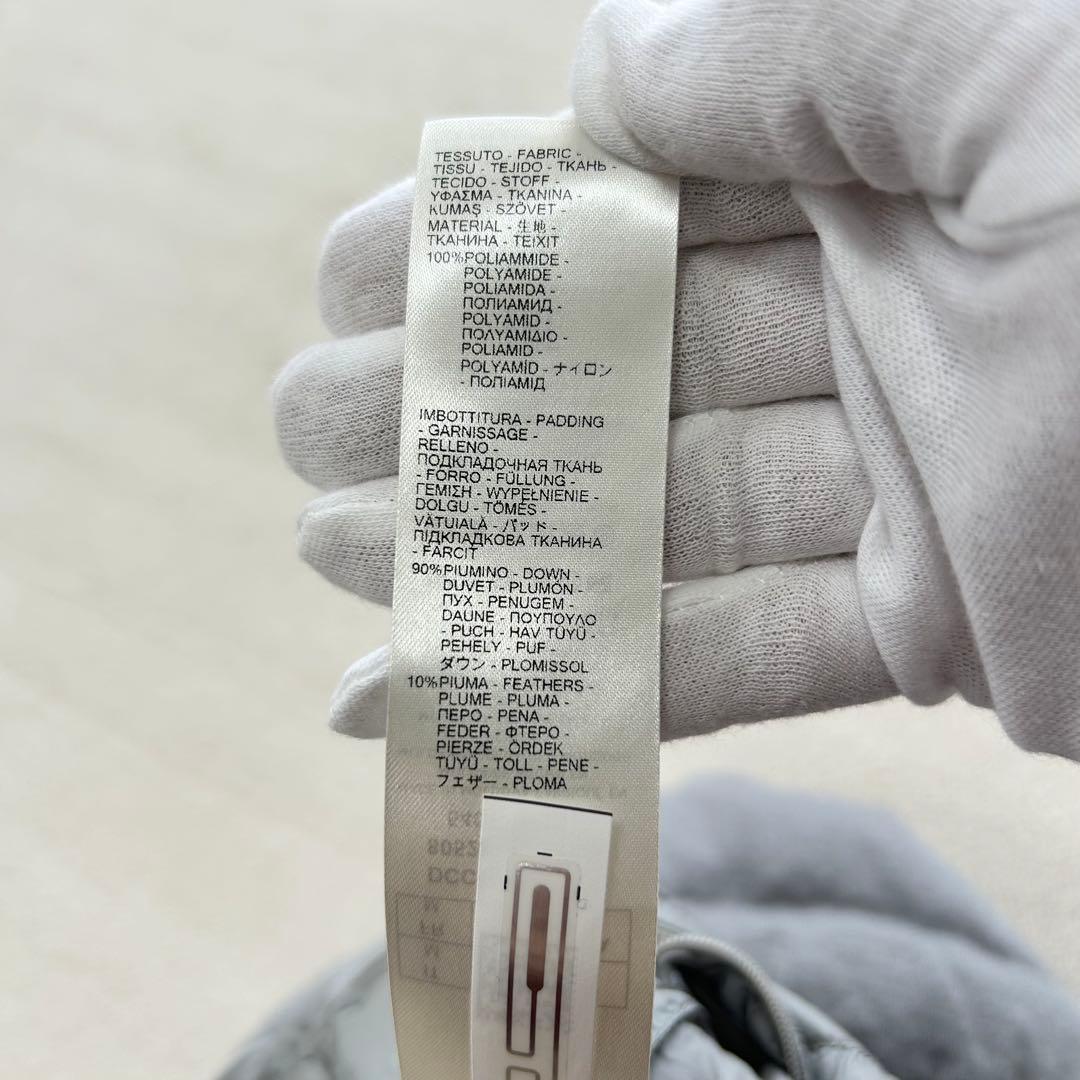 TESSUTO - FABRIC -
TISSU - TEJIDO - ТКАНЬ -
TECIDO - STOFF -
ΥΦΑΣΜΑ - TKANINA -
KUMAŞ - SZÖVET -
MATERIAL - 生地 -
ТКАНИНА - TEIXIT
100%POLIAMMIDE -
POLYAMIDE -
POLIAMIDA -
ПОЛИАМИД -
POLYAMID -
ΠΟΛΥΑΜΙΔΙΟ -
POLIAMID -
POLYAMID - ナイロン
- ПОЛІАМІД
IMBOTTITURA - PADDING
- GARNISSAGE -
RELLENO -
ПОДКЛАДОЧНАЯ ТКАНЬ
- FORRO - FÜLLUNG -
ΓΕΜΙΣΗ - WYPEŁNIENIE -
DOLGU - TÖMÉS -
VĂTUIALĂ - パッド -
ПІДКЛАДКОВА ТКАНИНА
- FARCIT
90%PIUMINO - DOWN -
DUVET - PLUMÓN -
ПУХ - PENUGEM -
DAUNE - ΠΟΥΠΟΥΛΟ
- PUCH - HAV TÜYÜ -
PEHELY - PUF -
ダウン - PLOMISSOL
10%PIUMA - FEATHERS -
PLUME - PLUMA -
ПЕРО - PENA -
FEDER - ΦΤΕΡΟ -
PIERZE - ÖRDEK
TÜYÜ - TOLL - PENE -
フェザー - PLOMA